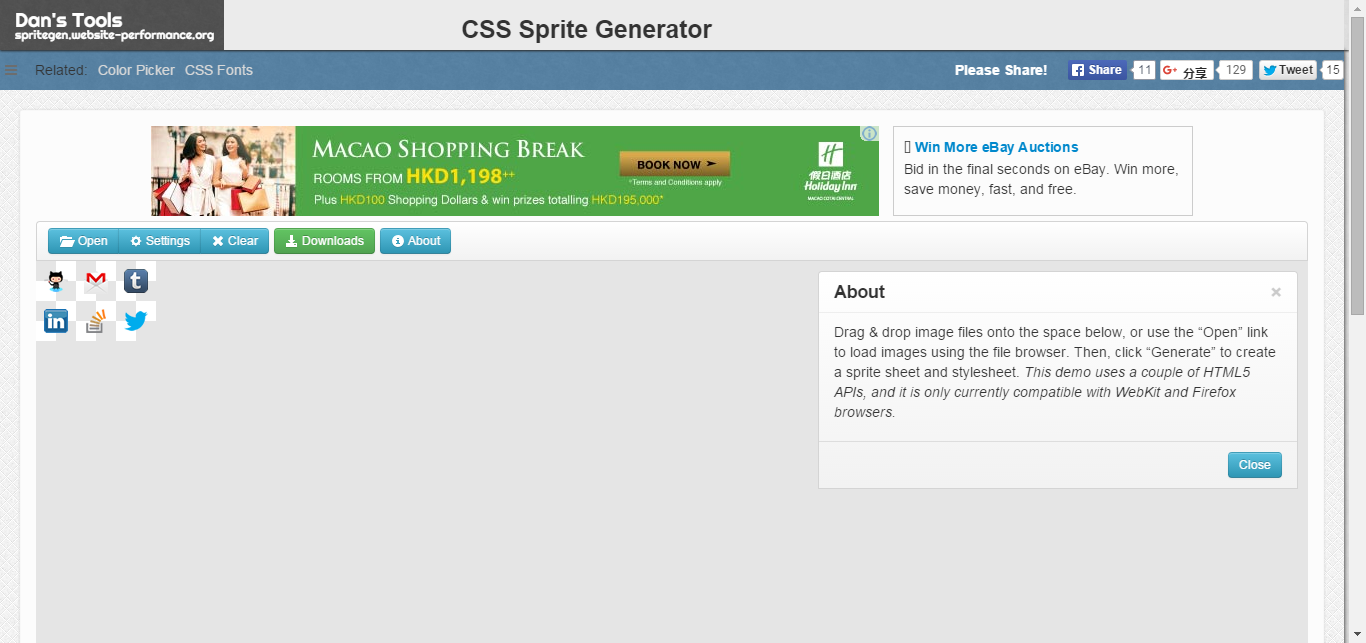 Dan's Tools
spritegen.website-performance.org
CSS Sprite Generator
Related: Color Picker CSS Fonts
Please Share!
Share 11
G+ 分享 129
Tweet 15
MACAO SHOPPING BREAK
ROOMS FROM HKD1,198++
Plus HKD100 Shopping Dollars & win prizes totalling HKD195,000*
BOOK NOW
*Terms and Conditions apply
H
假日酒店
Holiday Inn
MACAO COTAI CENTRAL
Win More eBay Auctions
Bid in the final seconds on eBay. Win more,
save money, fast, and free.
Open Settings Clear Downloads About
t
in
About ×
Drag & drop image files onto the space below, or use the “Open” link
to load images using the file browser. Then, click “Generate” to create
a sprite sheet and stylesheet. This demo uses a couple of HTML5
APIs, and it is only currently compatible with WebKit and Firefox
browsers.
Close